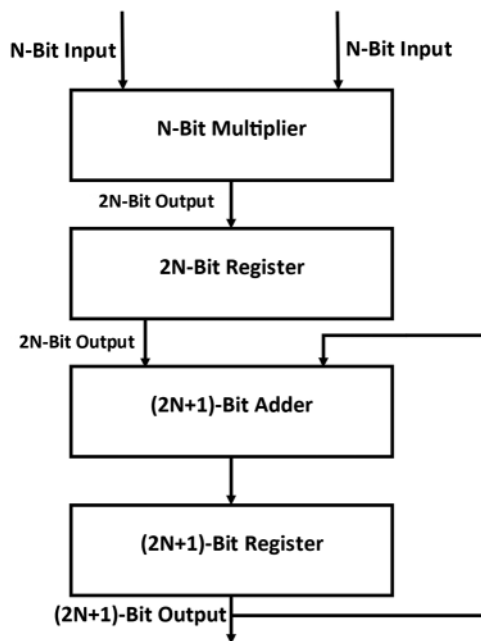 N-Bit Input
N-Bit Input
N-Bit Multiplier
2N-Bit Output
2N-Bit Register
2N-Bit Output
(2N+1)-Bit Adder
(2N+1)-Bit Register
(2N+1)-Bit Output